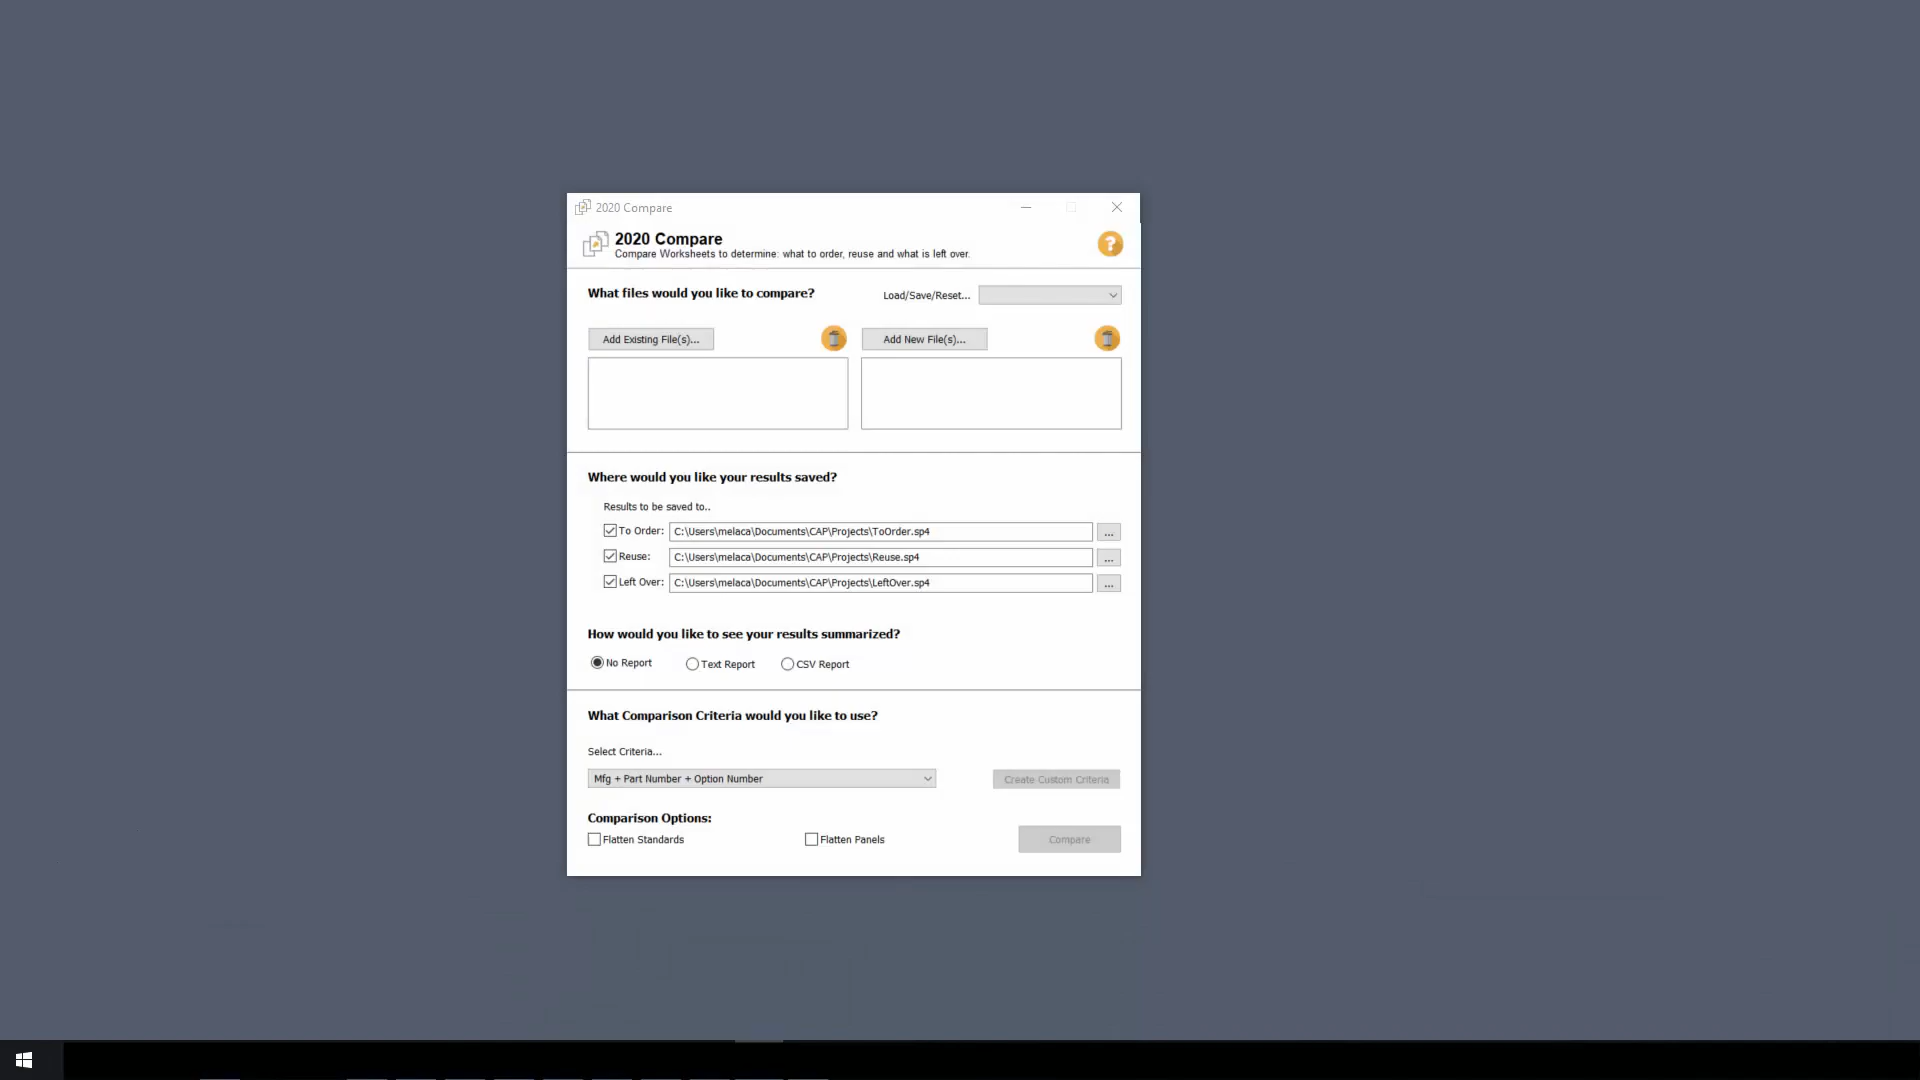 2020 Compare
2020 Compare
Compare Worksheets to determine: what to order, reuse and what is left over.
?
What files would you like to compare?
Load/Save/Reset...
Add Existing File(s)...
Add New File(s)...
Where would you like your results saved?
Results to be saved to..
To Order: C:\Users\melaca\Documents\CAP\Projects\ToOrder.sp4 ...
Reuse: C:\Users\melaca\Documents\CAP\Projects\Reuse.sp4 ...
Left Over: C:\Users\melaca\Documents\CAP\Projects\LeftOver.sp4 ...
How would you like to see your results summarized?
No Report Text Report CSV Report
What Comparison Criteria would you like to use?
Select Criteria...
Mfg + Part Number + Option Number
Create Custom Criteria
Comparison Options:
Flatten Standards Flatten Panels Compare